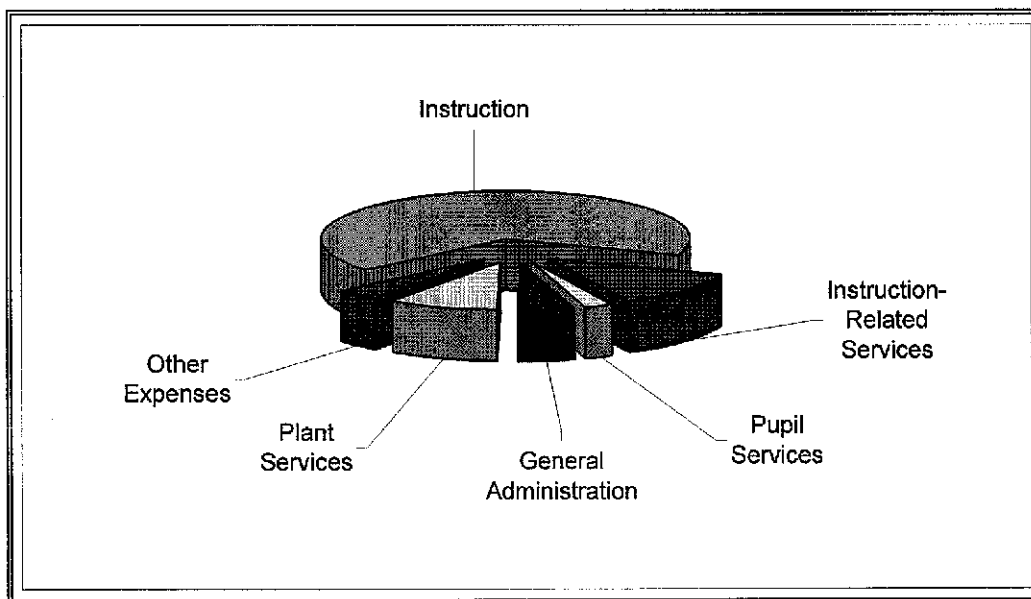 Instruction
Instruction-
Related
Services
Other
Expenses
Plant
Services
General
Administration
Pupil
Services